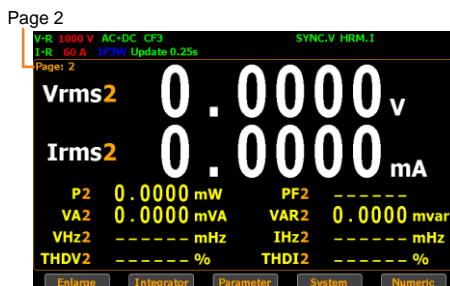 Page 2
V-R 1000 V AC+DC CF3 SYNC.V HRM.I
I-R 60 A 1P3W Update 0.25s
Page: 2
Vrms2 0.0000 V
Irms2 0.0000 mA
P2 0.0000 mW PF2 ------
VA2 0.0000 mVA VAR2 0.0000 mvar
VHz2 ------ mHz IHz2 ------ mHz
THDV2 ------ % THDI2 ------ %
Enlarge Integrator Parameter System Numeric